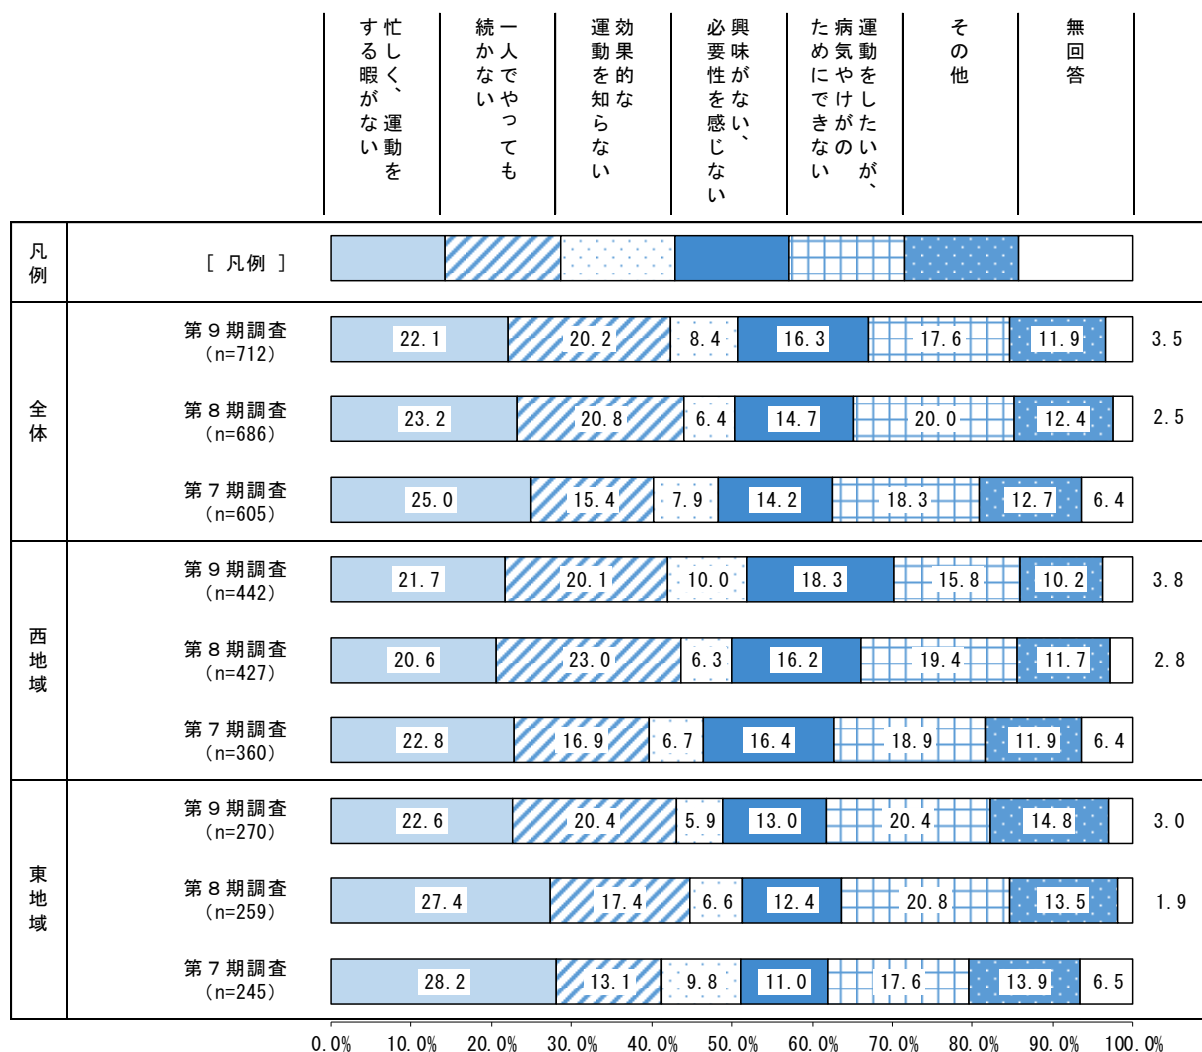 忙しく、運動を
する暇がない
一人でやっても
続かない
効果的な
運動を知らない
興味がない、
必要性を感じない
運動をしたいが、
病気やけがの
ためにできない
その他
無回答
凡例
[ 凡例 ]
全体
第９期調査
(n=712)
22.1 20.2 8.4 16.3 17.6 11.9 3.5
第８期調査
(n=686)
23.2 20.8 6.4 14.7 20.0 12.4 2.5
第７期調査
(n=605)
25.0 15.4 7.9 14.2 18.3 12.7 6.4
西地域
第９期調査
(n=442)
21.7 20.1 10.0 18.3 15.8 10.2 3.8
第８期調査
(n=427)
20.6 23.0 6.3 16.2 19.4 11.7 2.8
第７期調査
(n=360)
22.8 16.9 6.7 16.4 18.9 11.9 6.4
東地域
第９期調査
(n=270)
22.6 20.4 5.9 13.0 20.4 14.8 3.0
第８期調査
(n=259)
27.4 17.4 6.6 12.4 20.8 13.5 1.9
第７期調査
(n=245)
28.2 13.1 9.8 11.0 17.6 13.9 6.5
0.0% 10.0% 20.0% 30.0% 40.0% 50.0% 60.0% 70.0% 80.0% 90.0% 100.0%